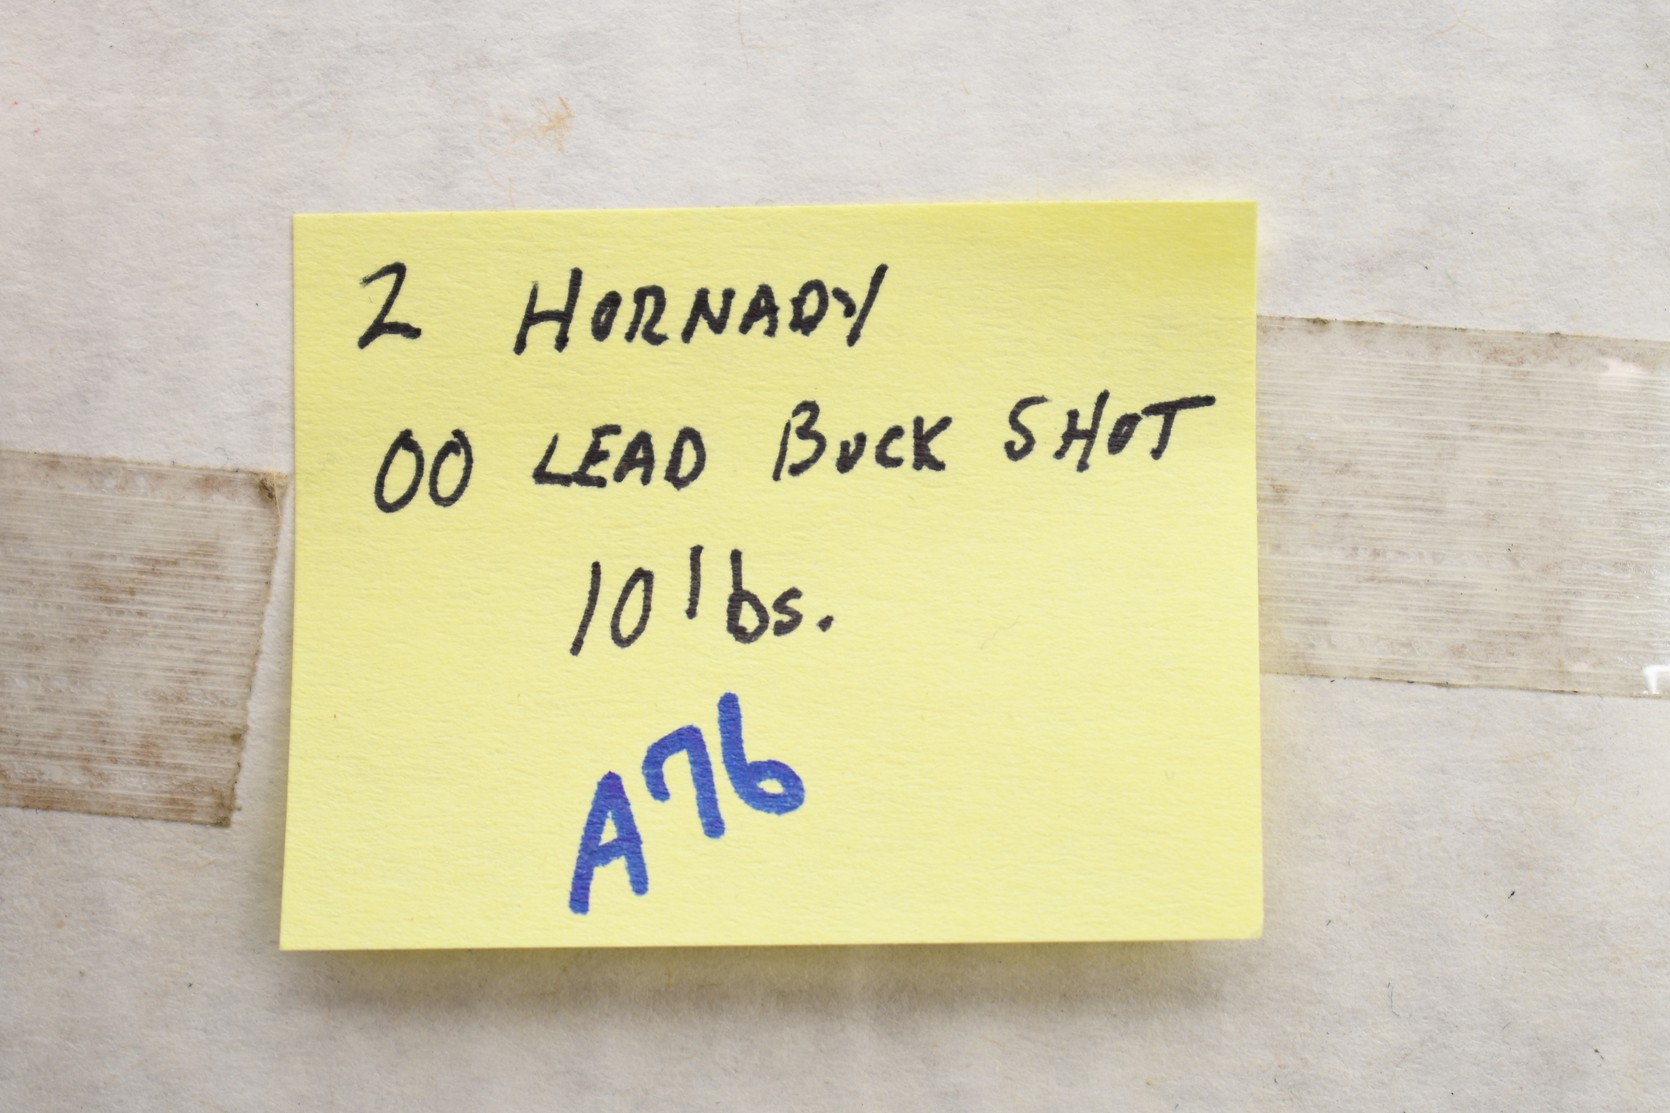 2 HORNADY
00 LEAD BUCK SHOT
10 lbs.
A76